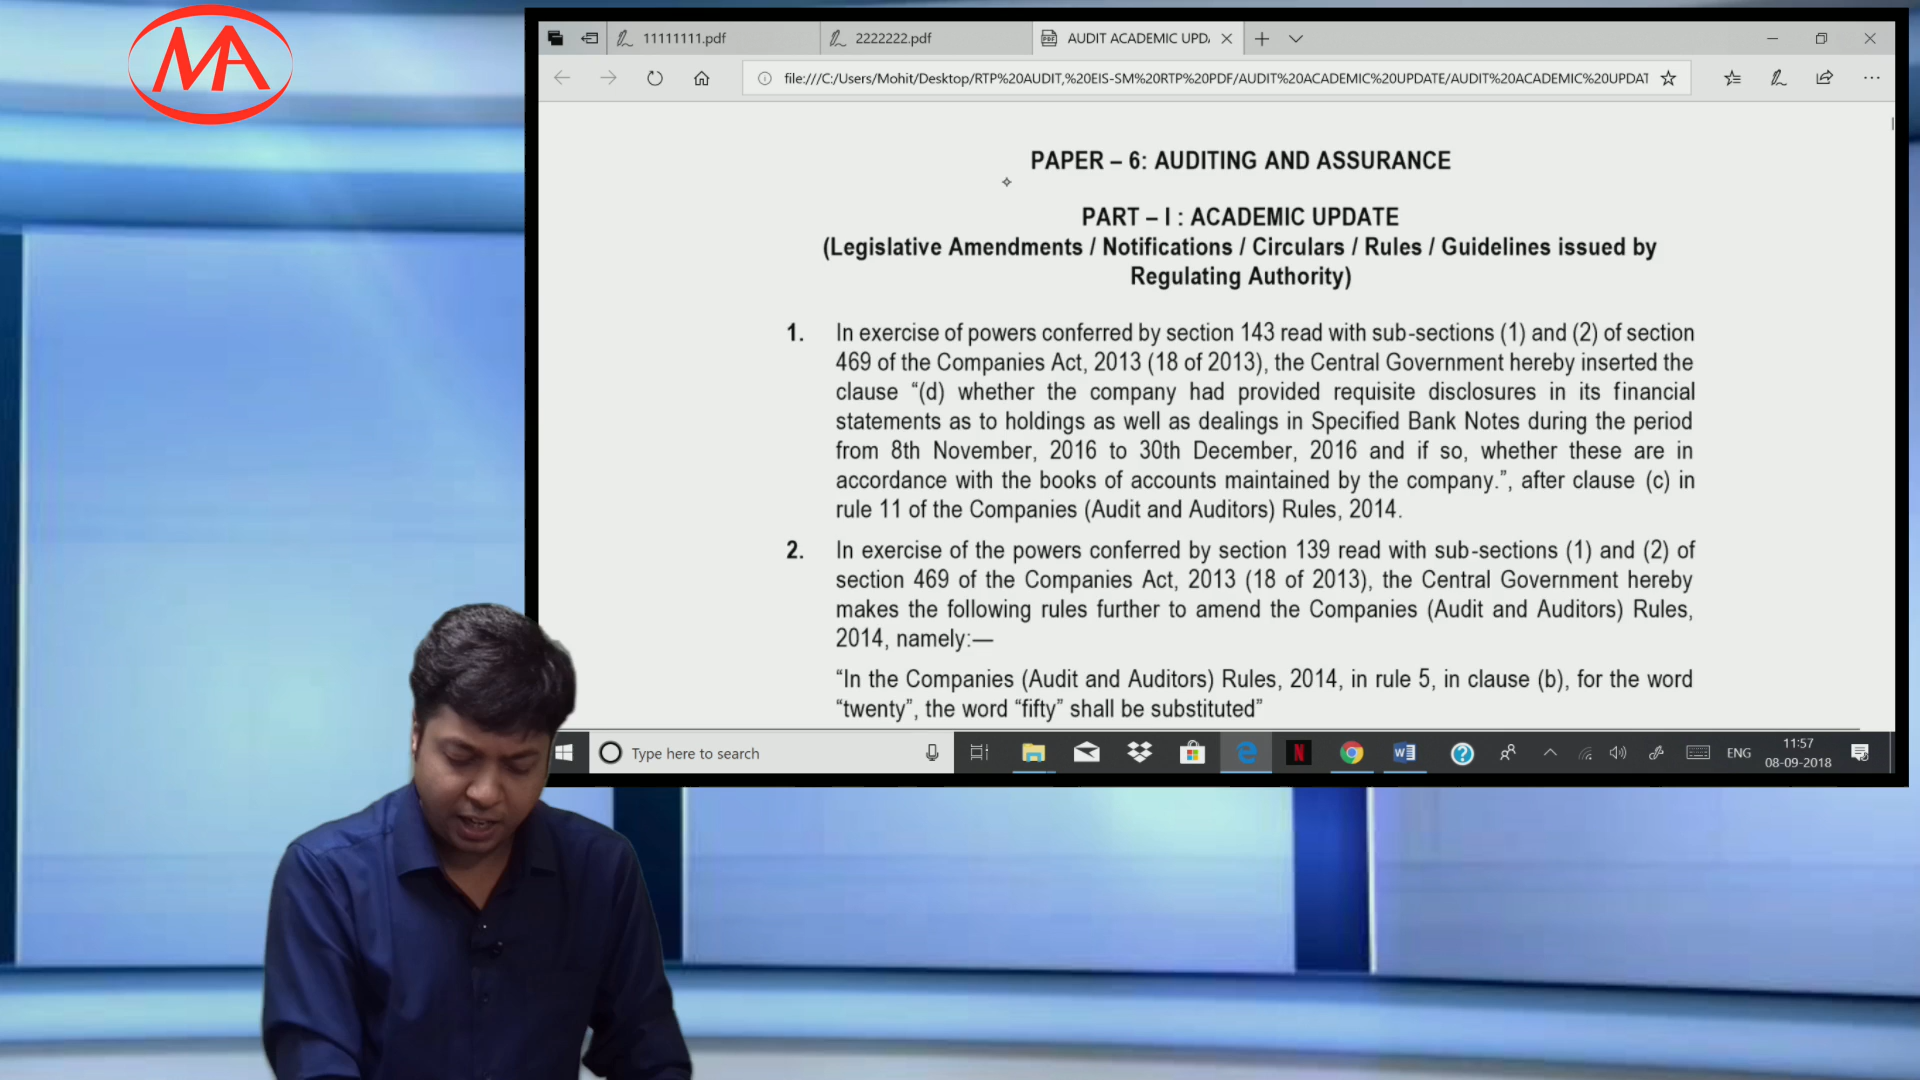 MA
11111111.pdf
2222222.pdf
AUDIT ACADEMIC UPD
file:///C:/Users/Mohit/Desktop/RTP%20AUDIT,%20EIS-SM%20RTP%20PDF/AUDIT%20ACADEMIC%20UPDATE/AUDIT%20ACADEMIC%20UPDAT
PAPER – 6: AUDITING AND ASSURANCE
PART – I : ACADEMIC UPDATE
(Legislative Amendments / Notifications / Circulars / Rules / Guidelines issued by
Regulating Authority)
1. In exercise of powers conferred by section 143 read with sub-sections (1) and (2) of section
469 of the Companies Act, 2013 (18 of 2013), the Central Government hereby inserted the
clause “(d) whether the company had provided requisite disclosures in its financial
statements as to holdings as well as dealings in Specified Bank Notes during the period
from 8th November, 2016 to 30th December, 2016 and if so, whether these are in
accordance with the books of accounts maintained by the company.”, after clause (c) in
rule 11 of the Companies (Audit and Auditors) Rules, 2014.
2. In exercise of the powers conferred by section 139 read with sub-sections (1) and (2) of
section 469 of the Companies Act, 2013 (18 of 2013), the Central Government hereby
makes the following rules further to amend the Companies (Audit and Auditors) Rules,
2014, namely:—
“In the Companies (Audit and Auditors) Rules, 2014, in rule 5, in clause (b), for the word
“twenty”, the word “fifty” shall be substituted”
Type here to search
ENG
11:57
08-09-2018